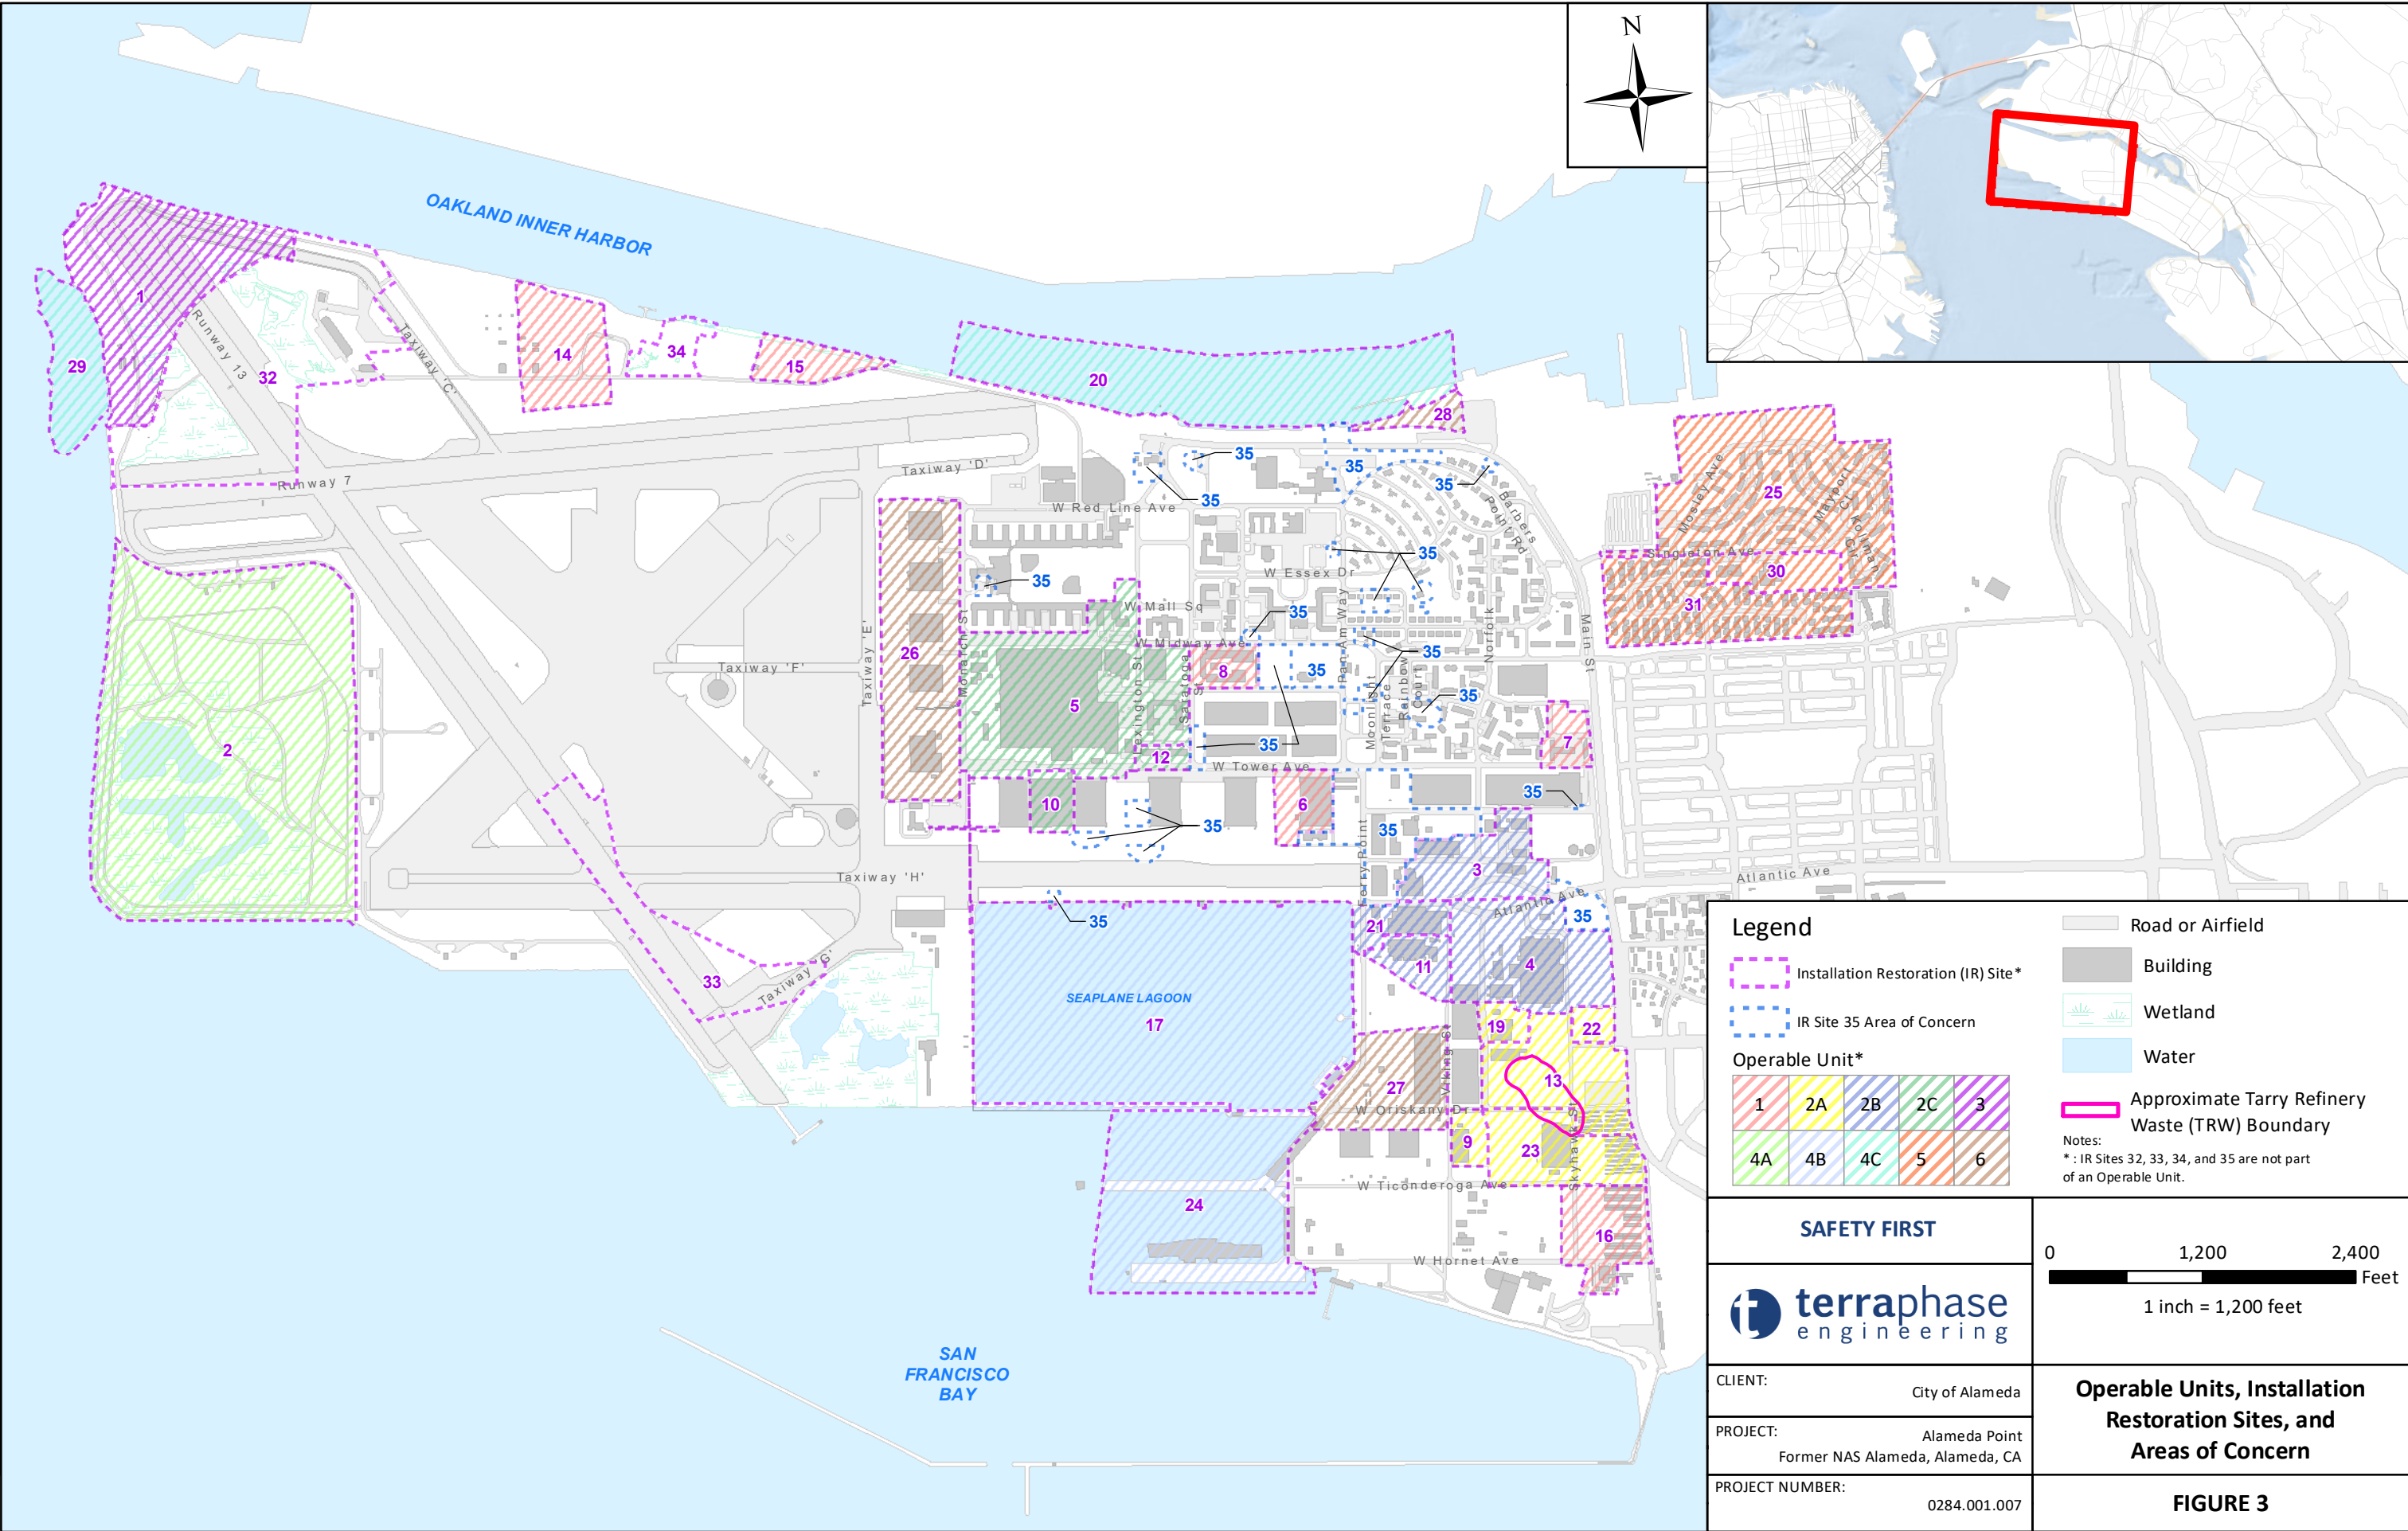 N
OAKLAND INNER HARBOR
1
29
Runway 13
32
Taxiway 'C'
14
34
15
20
28
Runway 7
Taxiway 'D'
35
35
35
35
W Red Line Ave
Barbers
Point Rd
Mosley Ave
25
Mayport
Ct
Kollman
Cir
Singleton Ave
30
31
35
35
W Essex Dr
35
W Mall Sq
W Midway Ave
Pan Am Way
Norfolk
Main St
Taxiway 'E'
Monarch St
26
Taxiway 'F'
5
Lexington St
Saratoga
St
8
35
35
35
Moonlight
Terrace
Rainbow
Court
7
2
12
35
W Tower Ave
10
6
35
35
35
Ferry Point
3
Taxiway 'H'
Atlantic Ave
Atlantic Ave
35
35
21
11
4
33
Taxiway 'G'
SEAPLANE LAGOON
17
19
22
Viking St
13
27
W Oriskany Dr
9
23
Skyhawk St
W Ticonderoga Ave
24
16
W Hornet Ave
SAN
FRANCISCO
BAY
Legend
Installation Restoration (IR) Site*
IR Site 35 Area of Concern
Operable Unit*
1 2A 2B 2C 3
4A 4B 4C 5 6
Road or Airfield
Building
Wetland
Water
Approximate Tarry Refinery
Waste (TRW) Boundary
Notes:
* : IR Sites 32, 33, 34, and 35 are not part
of an Operable Unit.
SAFETY FIRST
t terraphase
engineering
0 1,200 2,400
Feet
1 inch = 1,200 feet
CLIENT:
City of Alameda
PROJECT:
Alameda Point
Former NAS Alameda, Alameda, CA
PROJECT NUMBER:
0284.001.007
Operable Units, Installation
Restoration Sites, and
Areas of Concern
FIGURE 3